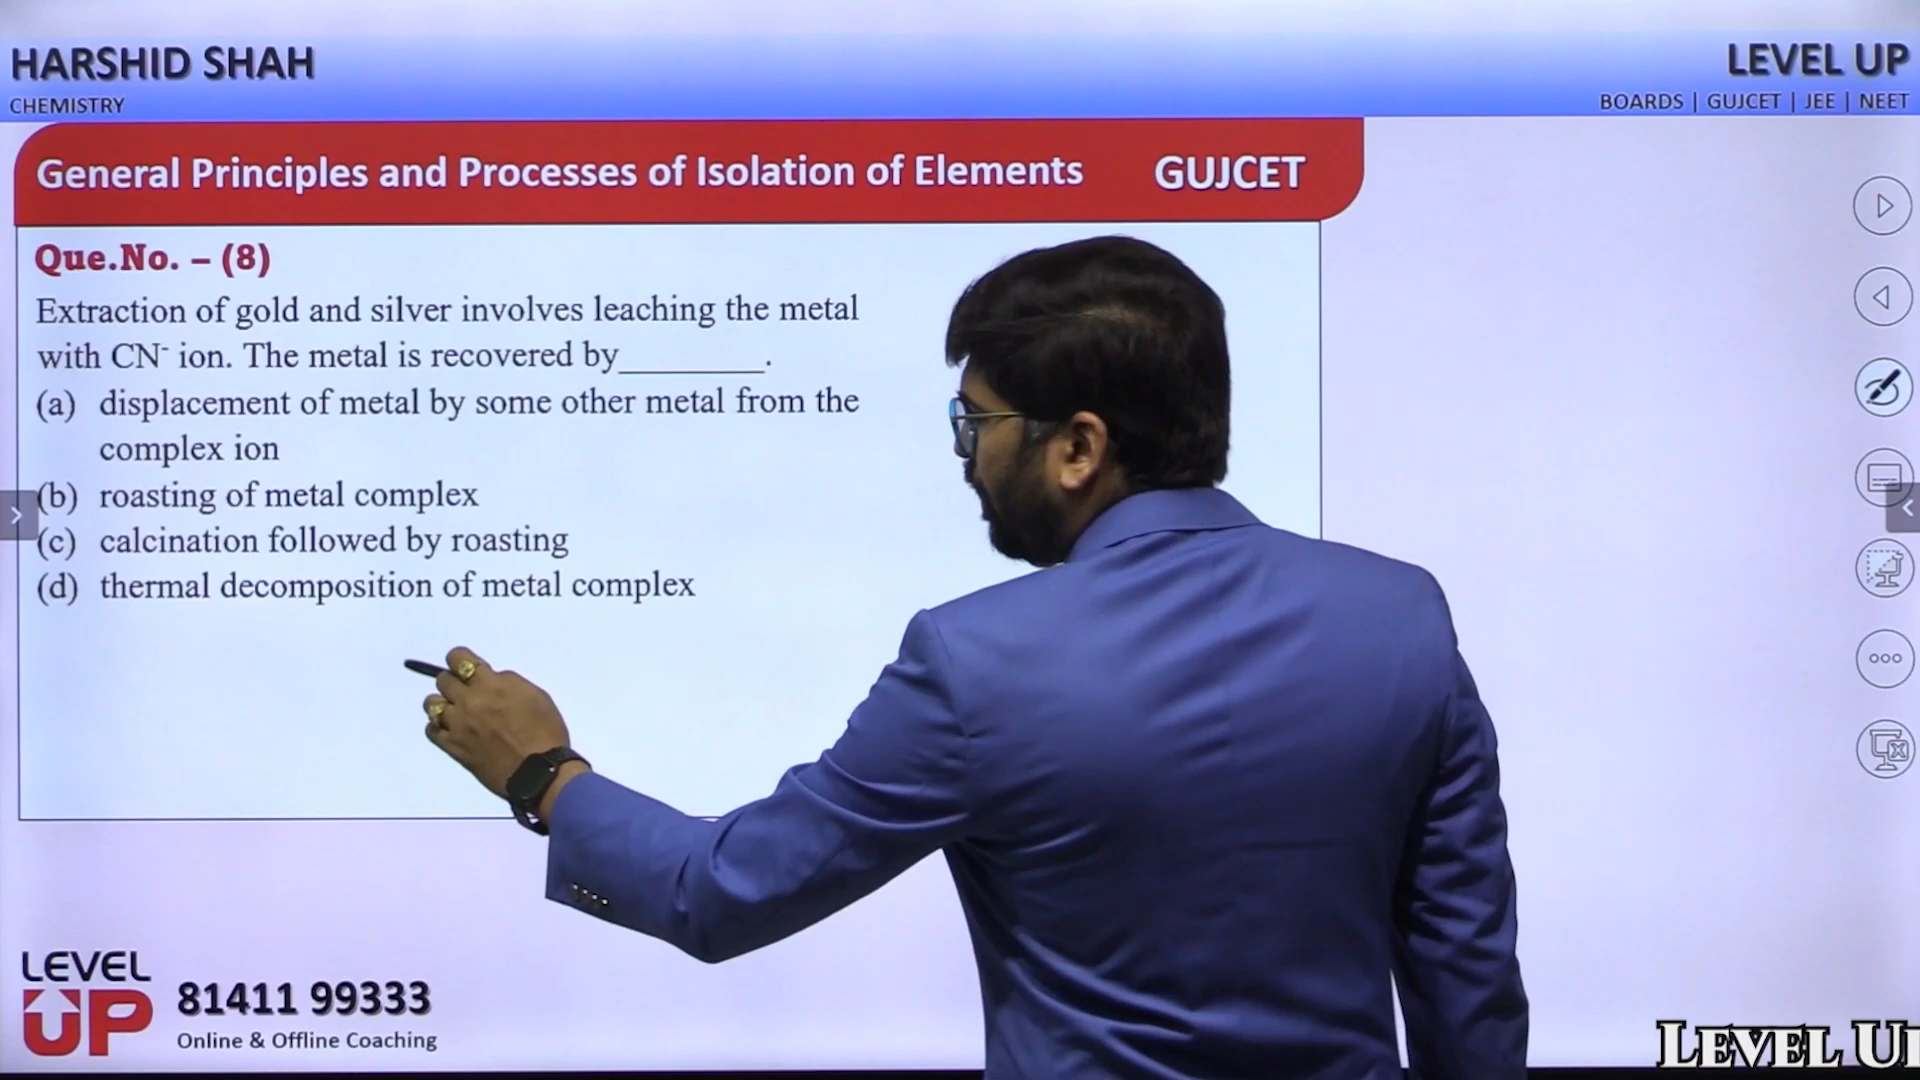 HARSHID SHAH
CHEMISTRY
LEVEL UP
BOARDS | GUJCET | JEE | NEET
General Principles and Processes of Isolation of Elements GUJCET
Que.No. – (8)
Extraction of gold and silver involves leaching the metal
with CN⁻ ion. The metal is recovered by_________.
(a) displacement of metal by some other metal from the
complex ion
(b) roasting of metal complex
(c) calcination followed by roasting
(d) thermal decomposition of metal complex
LEVEL
UP
81411 99333
Online & Offline Coaching
LEVEL U